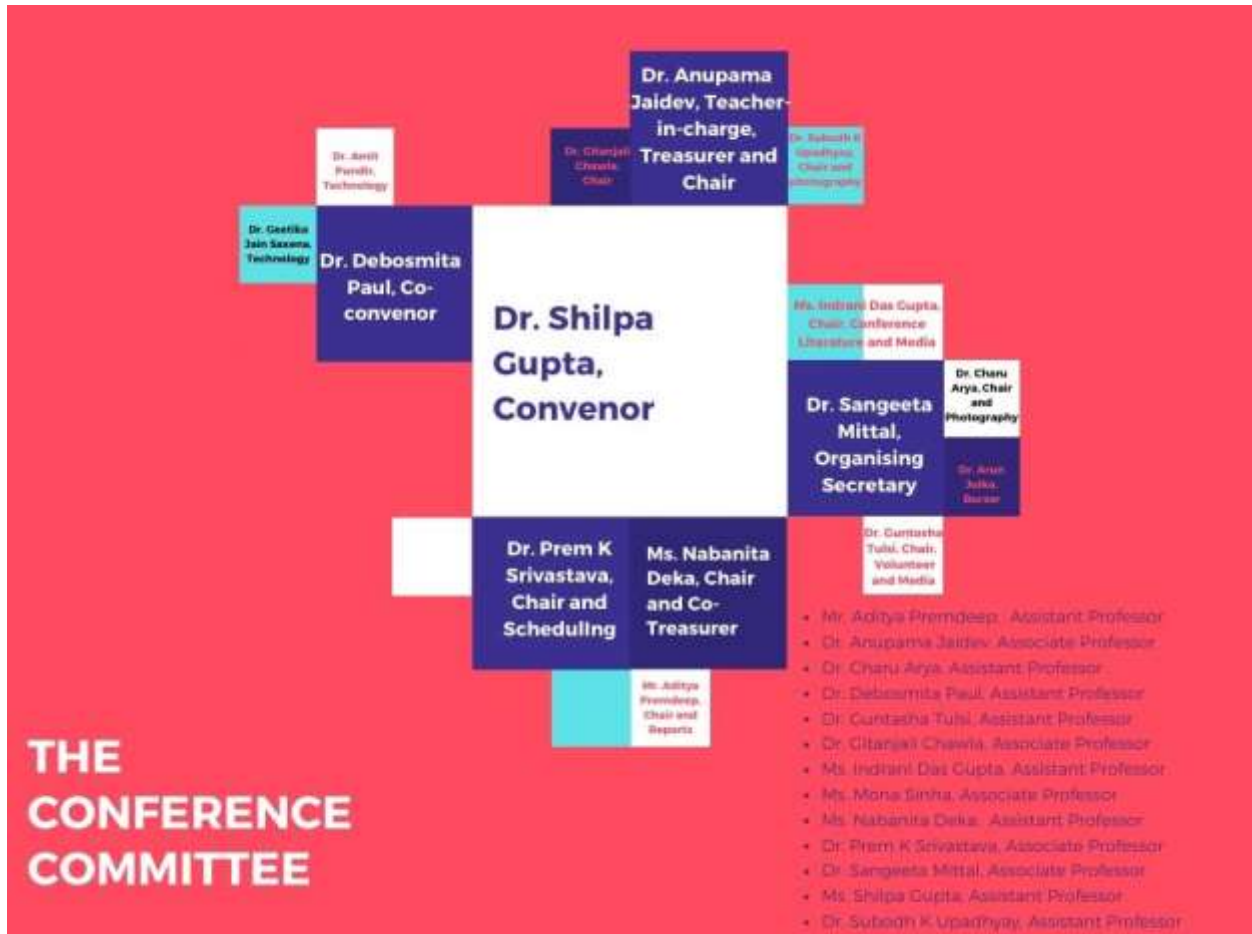 Dr. Anupama
Jaidev, Teacher-
in-charge,
Treasurer and
Chair
Dr. Gitanjali
Chawla,
Chair
Dr. Subodh K
Upadhyay,
Chair and
photography
Dr. Amit
Pundir,
Technology
Dr. Geetika
Jain Saxena,
Technology
Dr. Debosmita
Paul, Co-
convenor
Dr. Shilpa
Gupta,
Convenor
Ms. Indrani Das Gupta,
Chair, Conference
Literature and Media
Dr. Charu
Arya, Chair
and
Photography
Dr. Sangeeta
Mittal,
Organising
Secretary
Dr. Arun
Julka,
Bursar
Dr. Guntasha
Tulsi, Chair,
Volunteer
and Media
Dr. Prem K
Srivastava,
Chair and
Scheduling
Ms. Nabanita
Deka, Chair
and Co-
Treasurer
Mr. Aditya
Premdeep,
Chair and
Reports
THE
CONFERENCE
COMMITTEE
• Mr. Aditya Premdeep, Assistant Professor
• Dr. Anupama Jaidev, Associate Professor
• Dr. Charu Arya, Assistant Professor
• Dr. Debosmita Paul, Assistant Professor
• Dr. Guntasha Tulsi, Assistant Professor
• Dr. Gitanjali Chawla, Associate Professor
• Ms. Indrani Das Gupta, Assistant Professor
• Ms. Mona Sinha, Associate Professor
• Ms. Nabanita Deka, Assistant Professor
• Dr. Prem K Srivastava, Associate Professor
• Dr. Sangeeta Mittal, Associate Professor
• Ms. Shilpa Gupta, Assistant Professor
• Dr. Subodh K Upadhyay, Assistant Professor